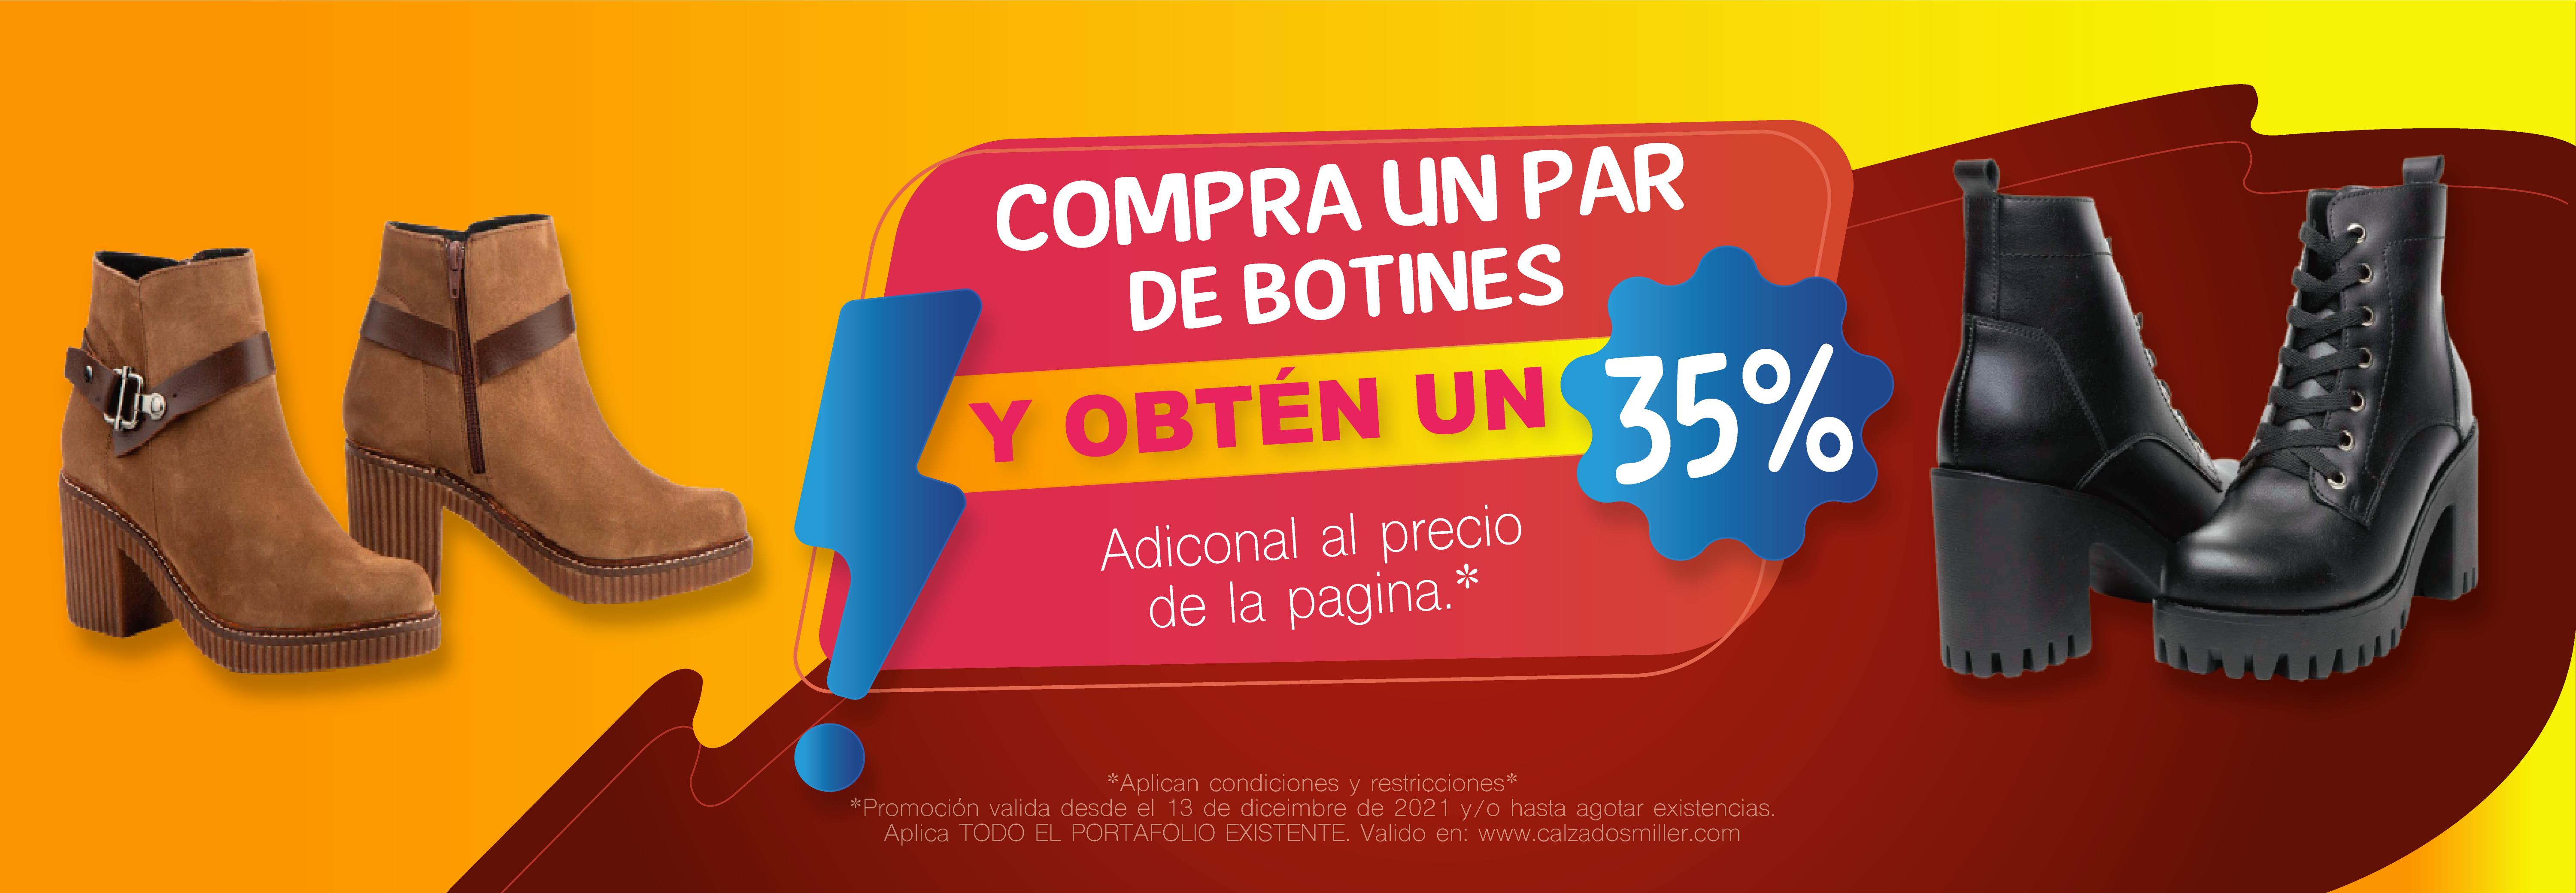 COMPRA UN PAR
DE BOTINES
Y OBTÉN UN 35%
Adiconal al precio
de la pagina.*
*Aplican condiciones y restricciones*
*Promoción valida desde el 13 de diceimbre de 2021 y/o hasta agotar existencias.
Aplica TODO EL PORTAFOLIO EXISTENTE. Valido en: www.calzadosmiller.com